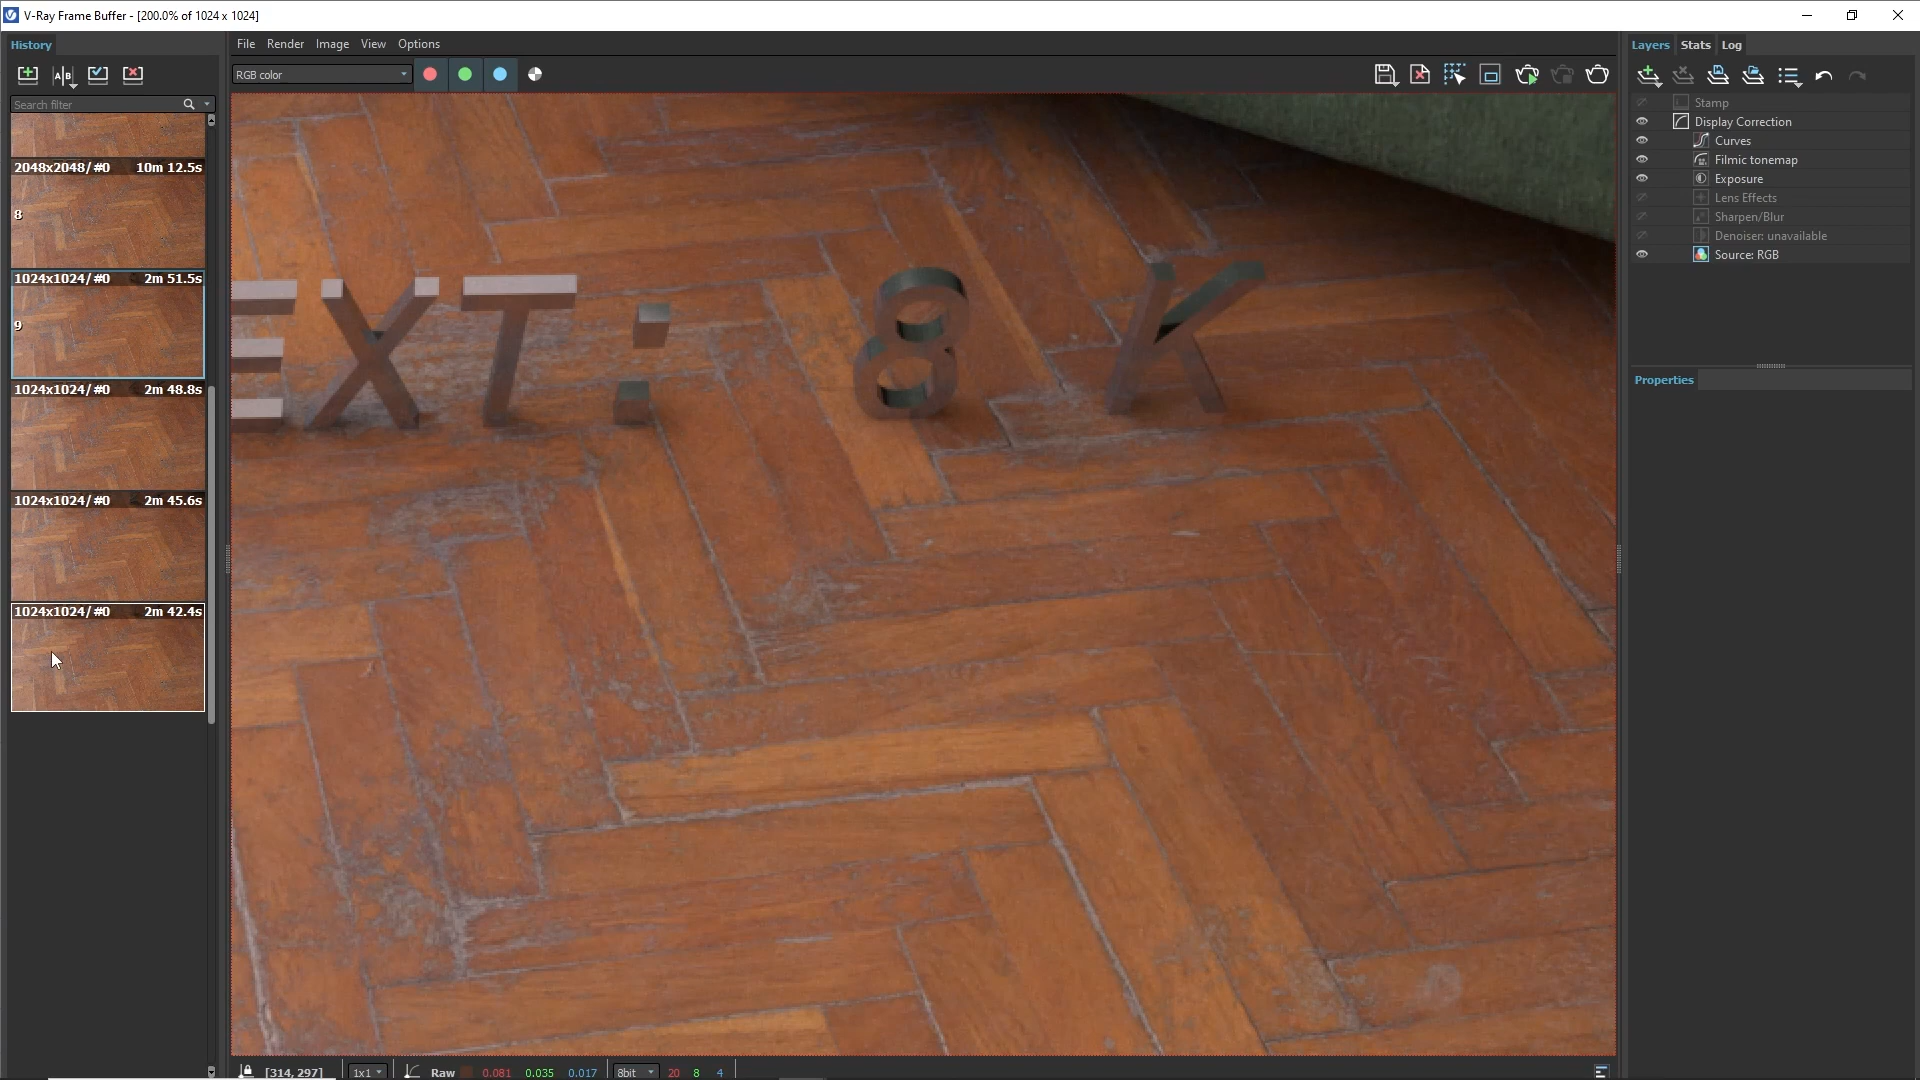 V-Ray Frame Buffer - [200.0% of 1024 x 1024]
History
File Render Image View Options
Layers Stats Log
RGB color
Search filter
Stamp
Display Correction
Curves
Filmic tonemap
Exposure
Lens Effects
Sharpen/Blur
Denoiser: unavailable
Source: RGB
Properties
2048x2048/ #0 10m 12.5s
8
1024x1024/ #0 2m 51.5s
9
1024x1024/ #0 2m 48.8s
1024x1024/ #0 2m 45.6s
1024x1024/ #0 2m 42.4s
EXT: 8 K
[314, 297] 1x1 Raw 0.081 0.035 0.017 8bit 20 8 4